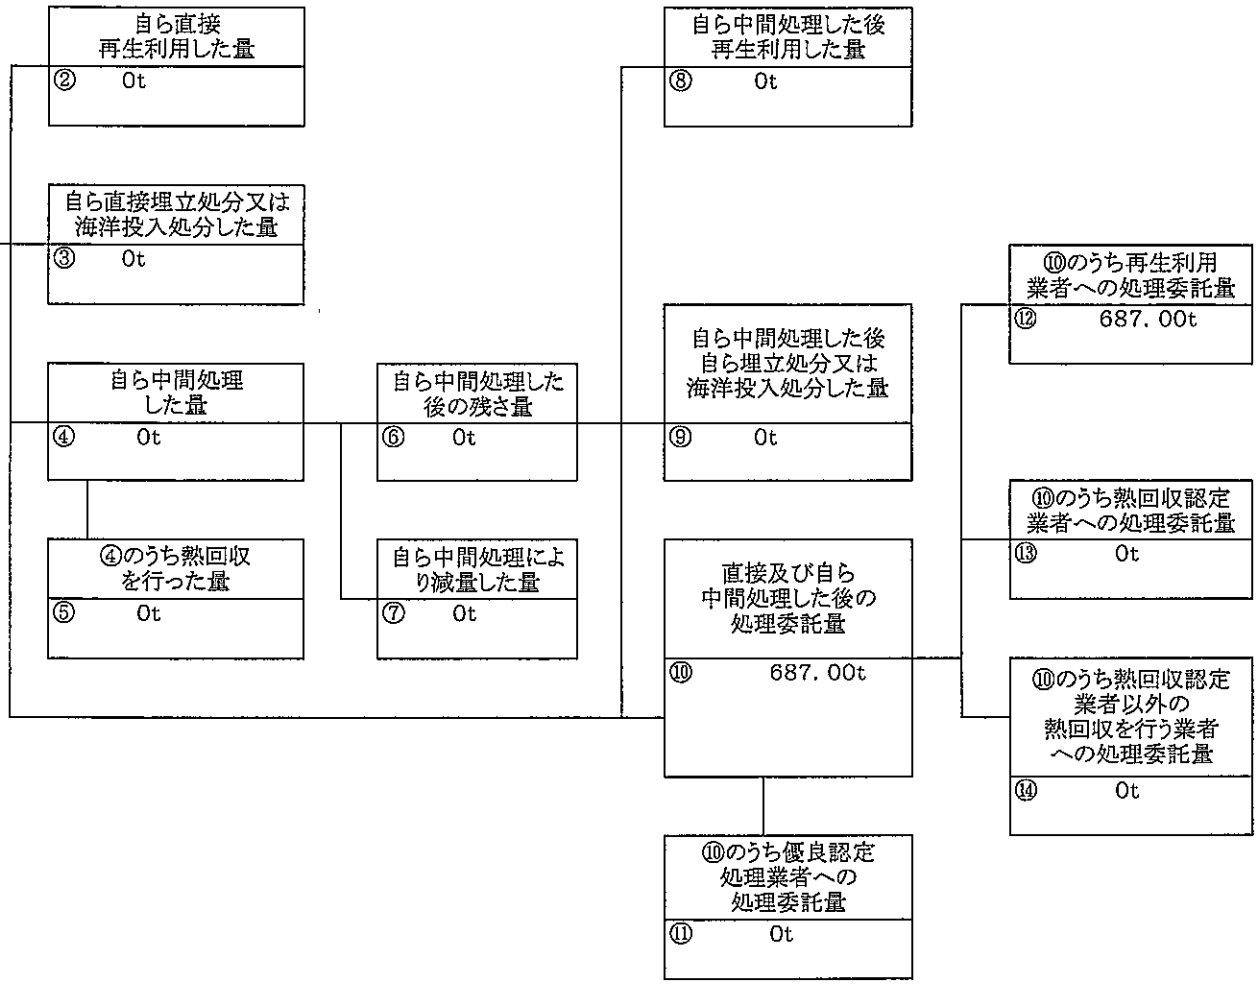 自ら直接
再生利用した量
② 0t
自ら中間処理した後
再生利用した量
⑧ 0t
自ら直接埋立処分又は
海洋投入処分した量
③ 0t
⑩のうち再生利用
業者への処理委託量
⑫ 687.00t
自ら中間処理
した量
④ 0t
自ら中間処理した
後の残さ量
⑥ 0t
自ら中間処理した後
自ら埋立処分又は
海洋投入処分した量
⑨ 0t
⑩のうち熱回収認定
業者への処理委託量
⑬ 0t
④のうち熱回収
を行った量
⑤ 0t
自ら中間処理によ
り減量した量
⑦ 0t
直接及び自ら
中間処理した後の
処理委託量
⑩ 687.00t
⑩のうち熱回収認定
業者以外の
熱回収を行う業者
への処理委託量
⑭ 0t
⑩のうち優良認定
処理業者への
処理委託量
⑪ 0t